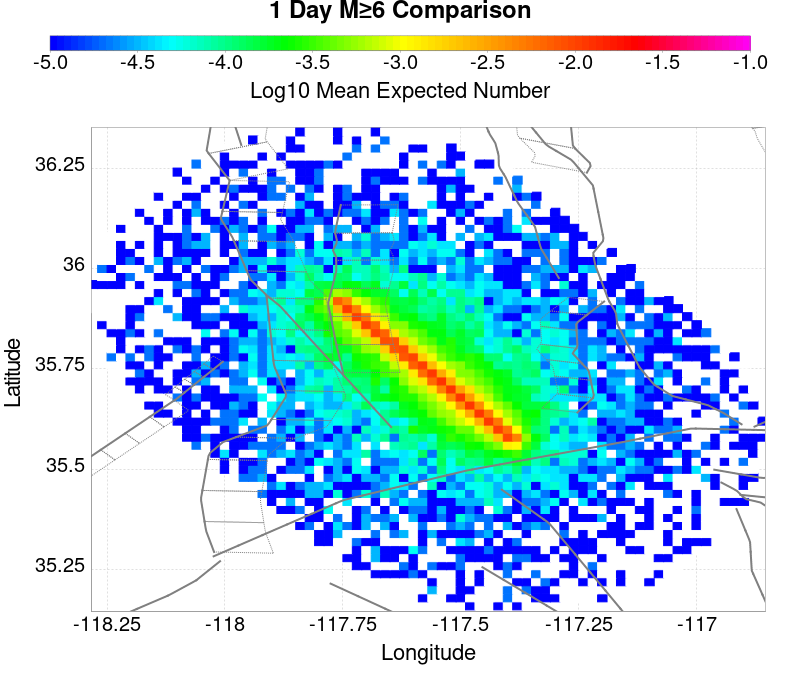 1 Day M≥6 Comparison
-5.0 -4.5 -4.0 -3.5 -3.0 -2.5 -2.0 -1.5 -1.0
Log10 Mean Expected Number
36.25
36
35.75
35.5
35.25
Latitude
-118.25 -118 -117.75 -117.5 -117.25 -117
Longitude